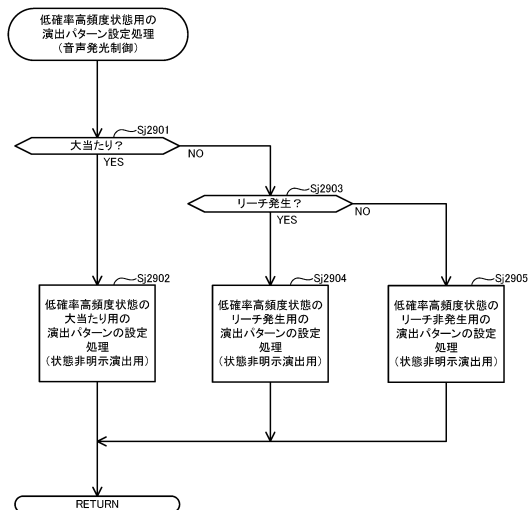 低確率高頻度状態用の
演出パターン設定処理
(音声発光制御)
Sj2901
大当たり？
YES
NO
Sj2903
リーチ発生？
YES
NO
Sj2902
低確率高頻度状態の
大当たり用の
演出パターンの設定
処理
(状態非明示演出用)
Sj2904
低確率高頻度状態の
リーチ発生用の
演出パターンの設定
処理
(状態非明示演出用)
Sj2905
低確率高頻度状態の
リーチ非発生用の
演出パターンの設定
処理
(状態非明示演出用)
RETURN